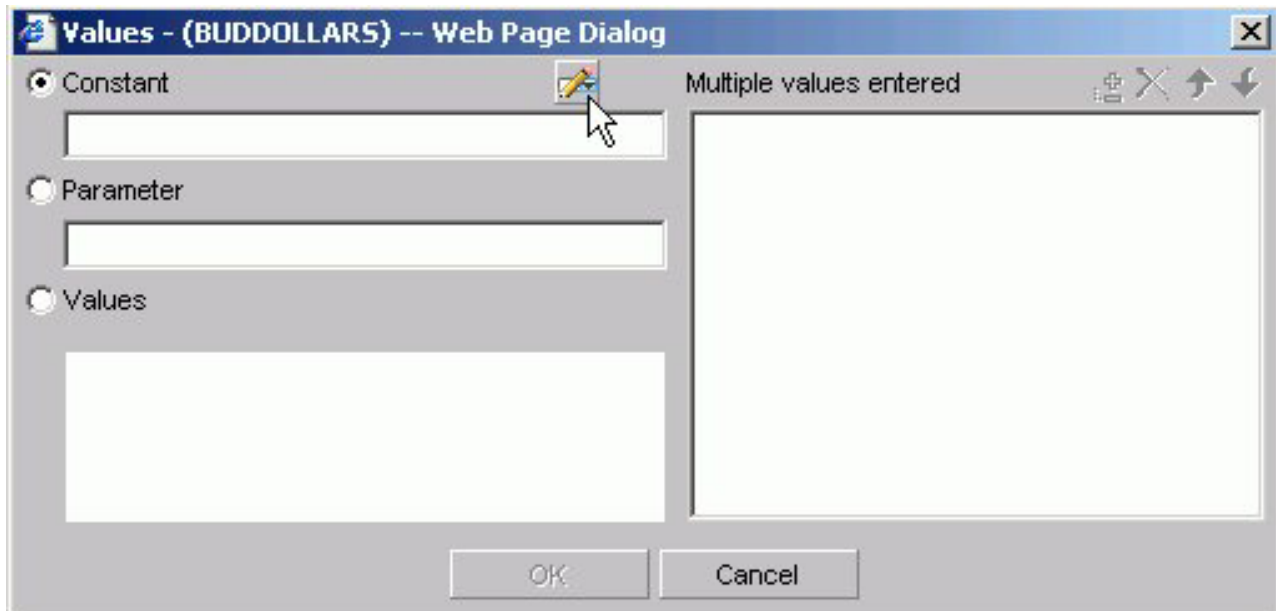 Values - (BUDDOLLARS) -- Web Page Dialog
Constant
Multiple values entered
Parameter
Values
OK
Cancel